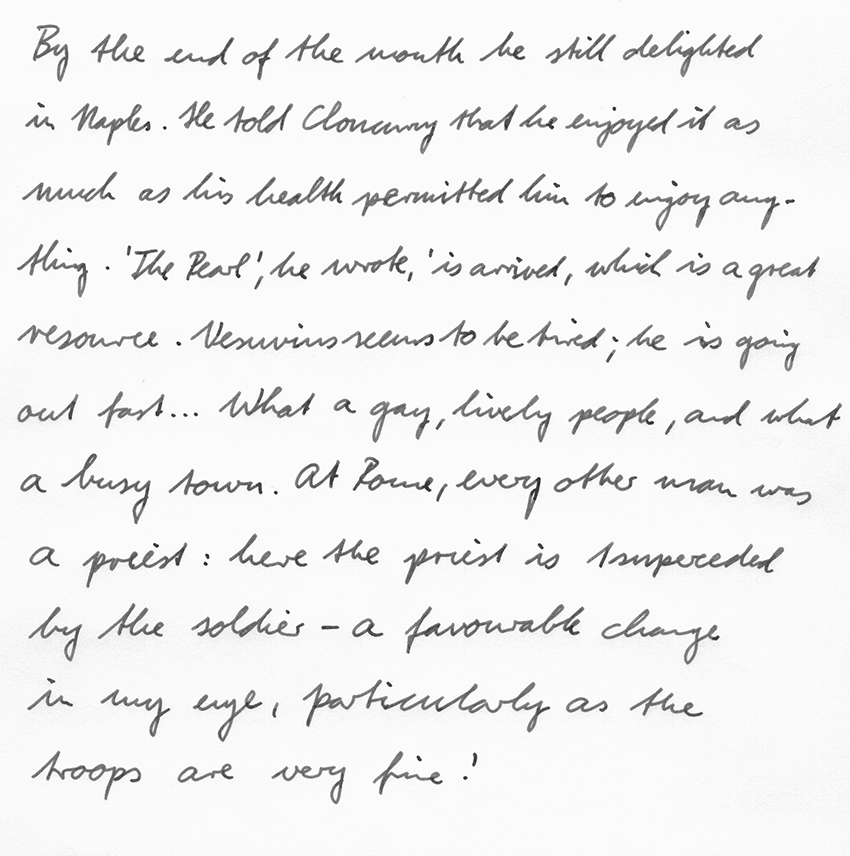 By the end of the month he still delighted
in Naples. He told Cloncurry that he enjoyed it as
much as his health permitted him to enjoy any-
thing. 'The Pearl', he wrote, 'is arrived, which is a great
resource. Vesuvius seems to be tired; he is going
out fast... What a gay, lively people, and what
a busy town. At Rome, every other man was
a priest: here the priest is superceded
by the soldier - a favourable change
in my eye, particularly as the
troops are very fine.'